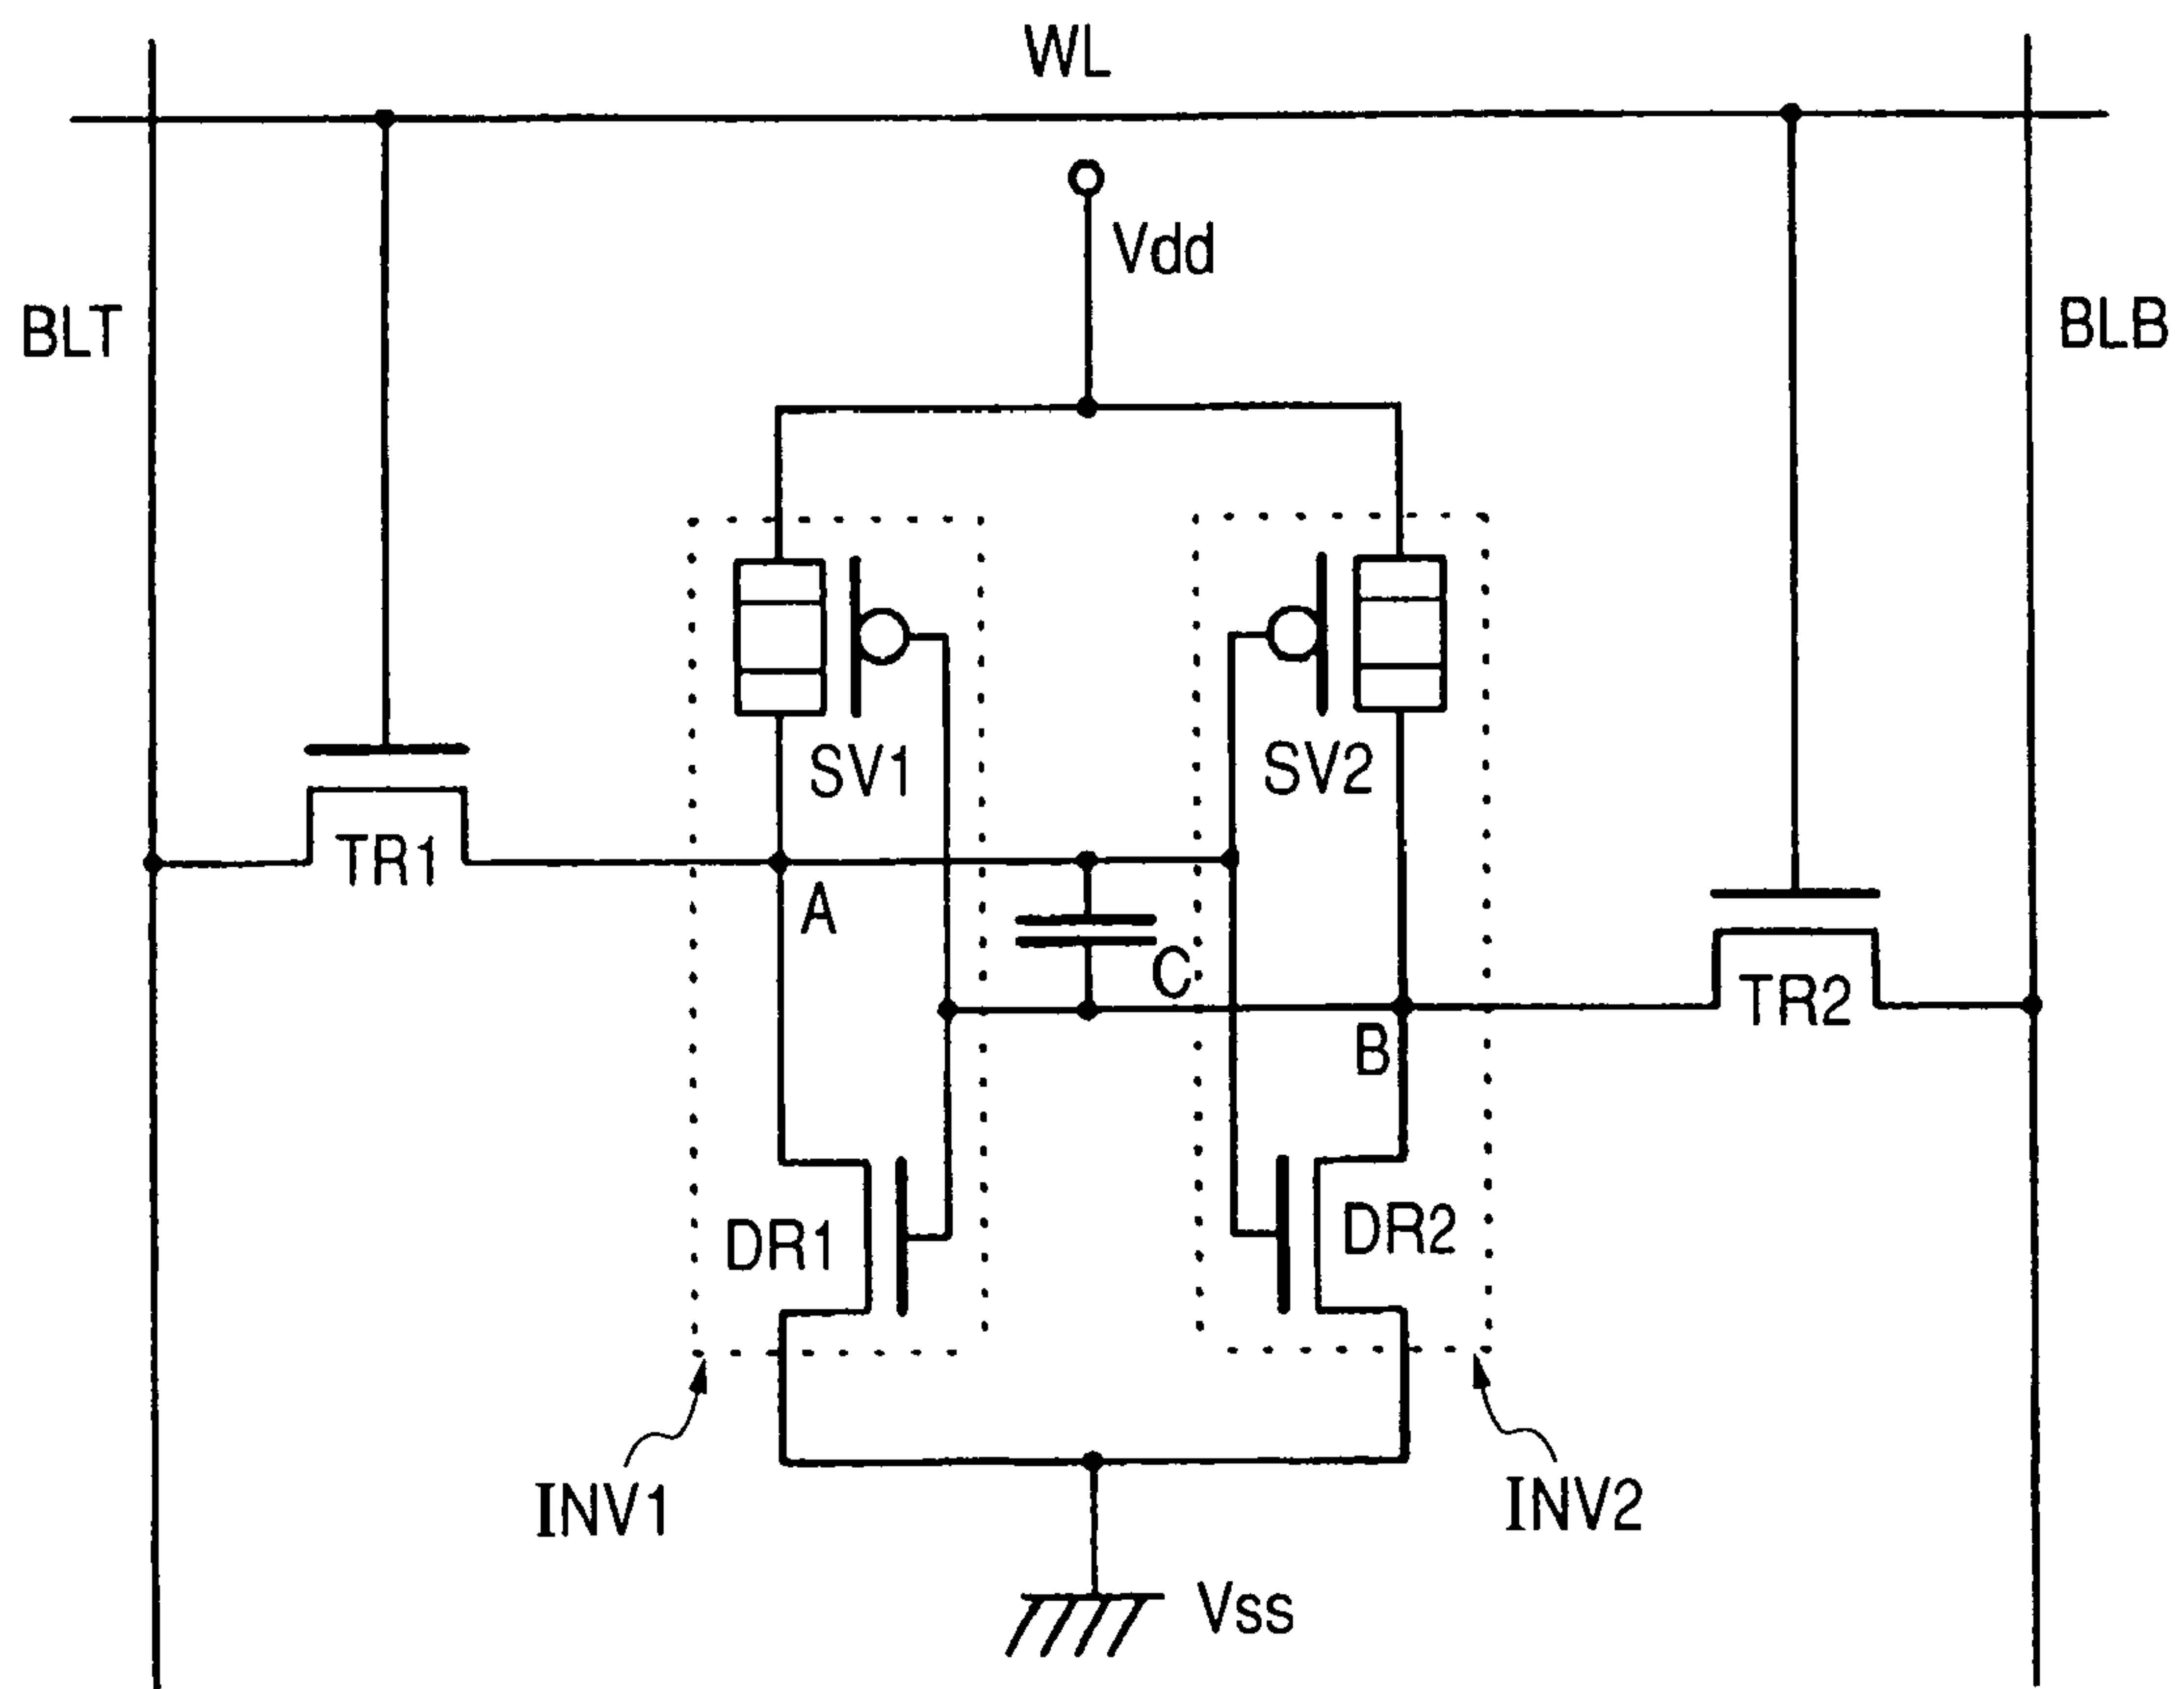 WL
Vdd
BLT
BLB
SV1
SV2
TR1
A
C
TR2
B
DR1
DR2
INV1
INV2
Vss